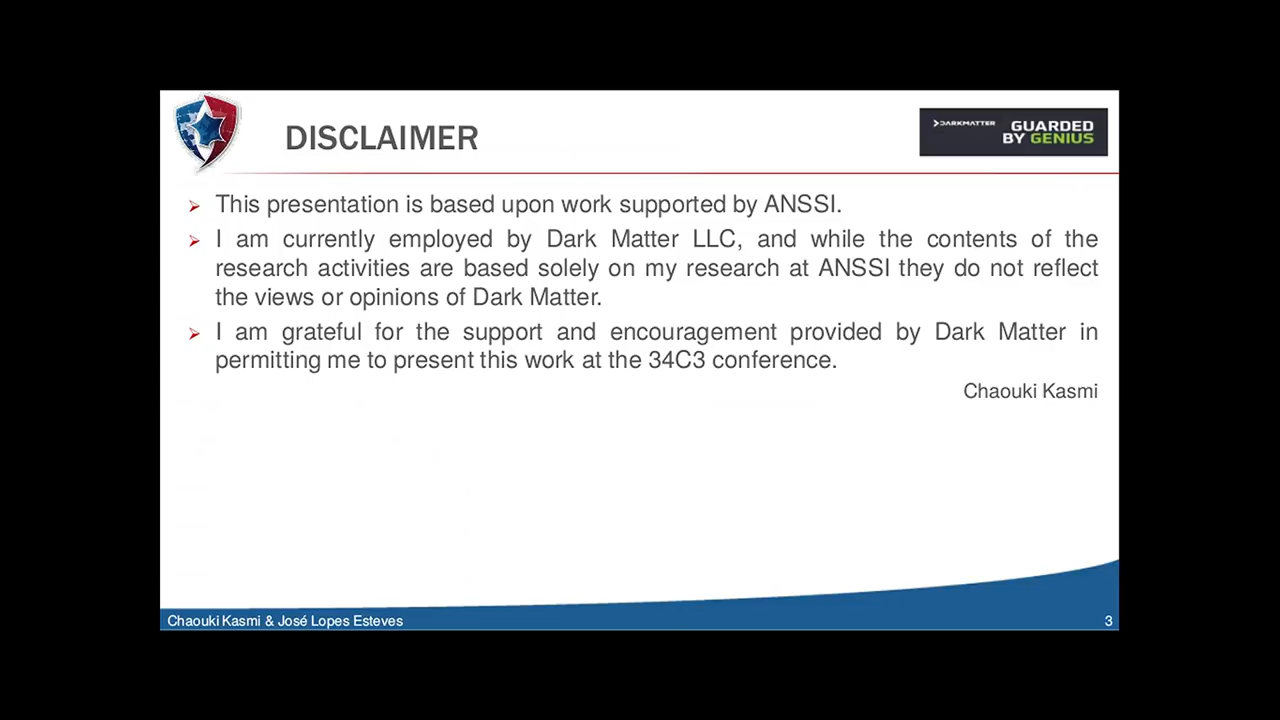 DISCLAIMER
DARKMATTER
GUARDED
BY GENIUS
This presentation is based upon work supported by ANSSI.
I am currently employed by Dark Matter LLC, and while the contents of the
research activities are based solely on my research at ANSSI they do not reflect
the views or opinions of Dark Matter.
I am grateful for the support and encouragement provided by Dark Matter in
permitting me to present this work at the 34C3 conference.
Chaouki Kasmi
Chaouki Kasmi & José Lopes Esteves
3